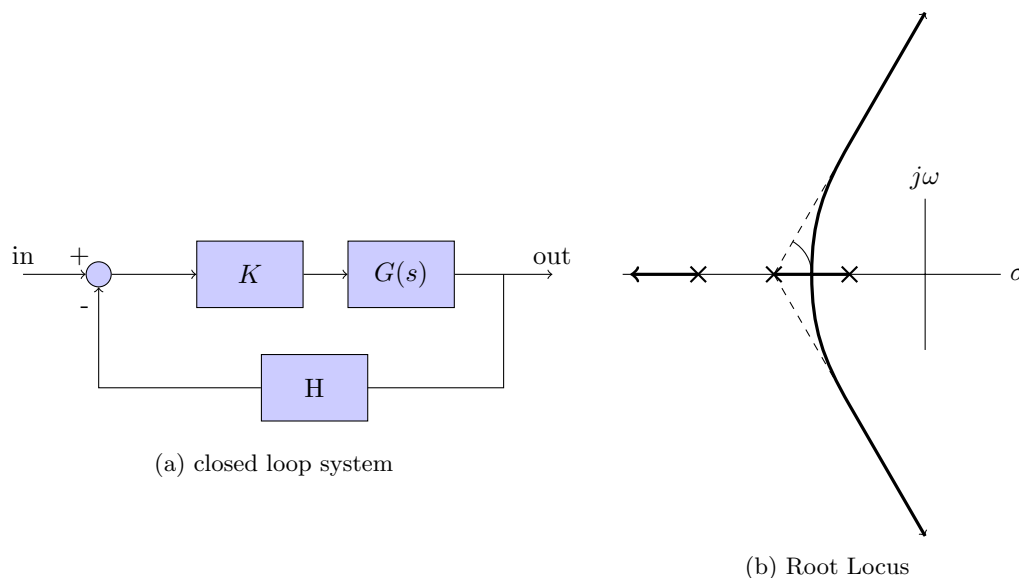 in
+
-
K
G(s)
out
H
(a) closed loop system
jω
σ
(b) Root Locus